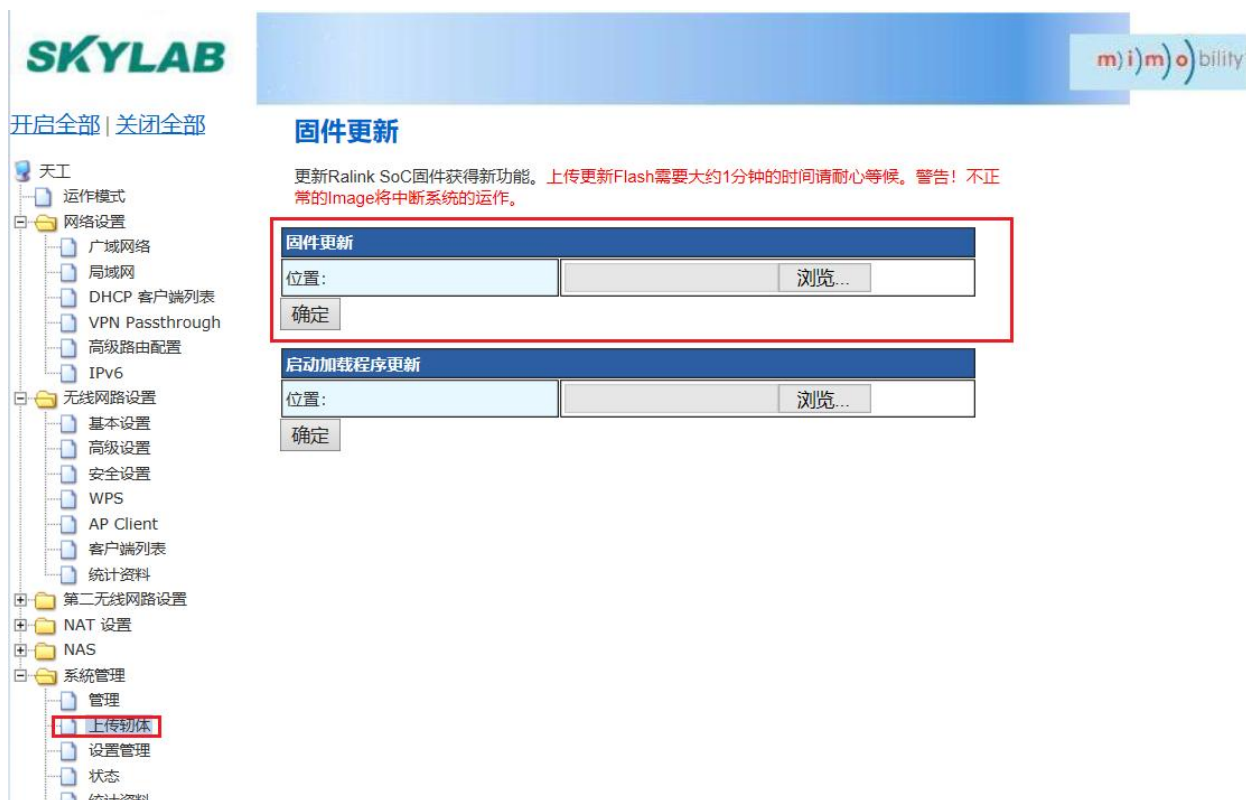 SKYLAB
m)i)m)o)bility
开启全部 | 关闭全部
天工
运作模式
网络设置
广域网络
局域网
DHCP 客户端列表
VPN Passthrough
高级路由配置
IPv6
无线网路设置
基本设置
高级设置
安全设置
WPS
AP Client
客户端列表
统计资料
第二无线网路设置
NAT 设置
NAS
系统管理
管理
上传轫体
设置管理
状态
统计资料
固件更新
更新Ralink SoC固件获得新功能。上传更新Flash需要大约1分钟的时间请耐心等候。警告！不正
常的Image将中断系统的运作。
固件更新
位置：
浏览...
确定
启动加载程序更新
位置：
浏览...
确定